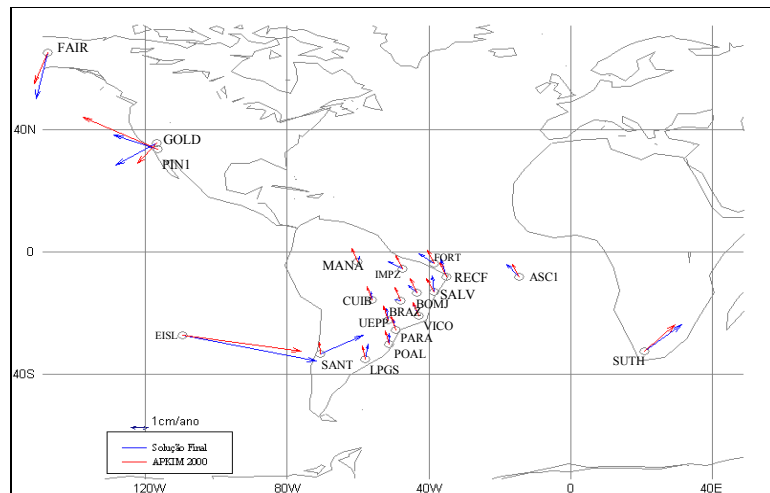 FAIR
40N
GOLD
PIN1
0
MANA
IMPZ
FORT
RECF
ASC1
CUIB
BRAZ
BOMJ
SALV
UEPP
VICO
EISL
PARA
POAL
SANT
LPGS
SUTH
40S
1cm/ano
Solução Final
APKIM 2000
120W
80W
40W
0
40E